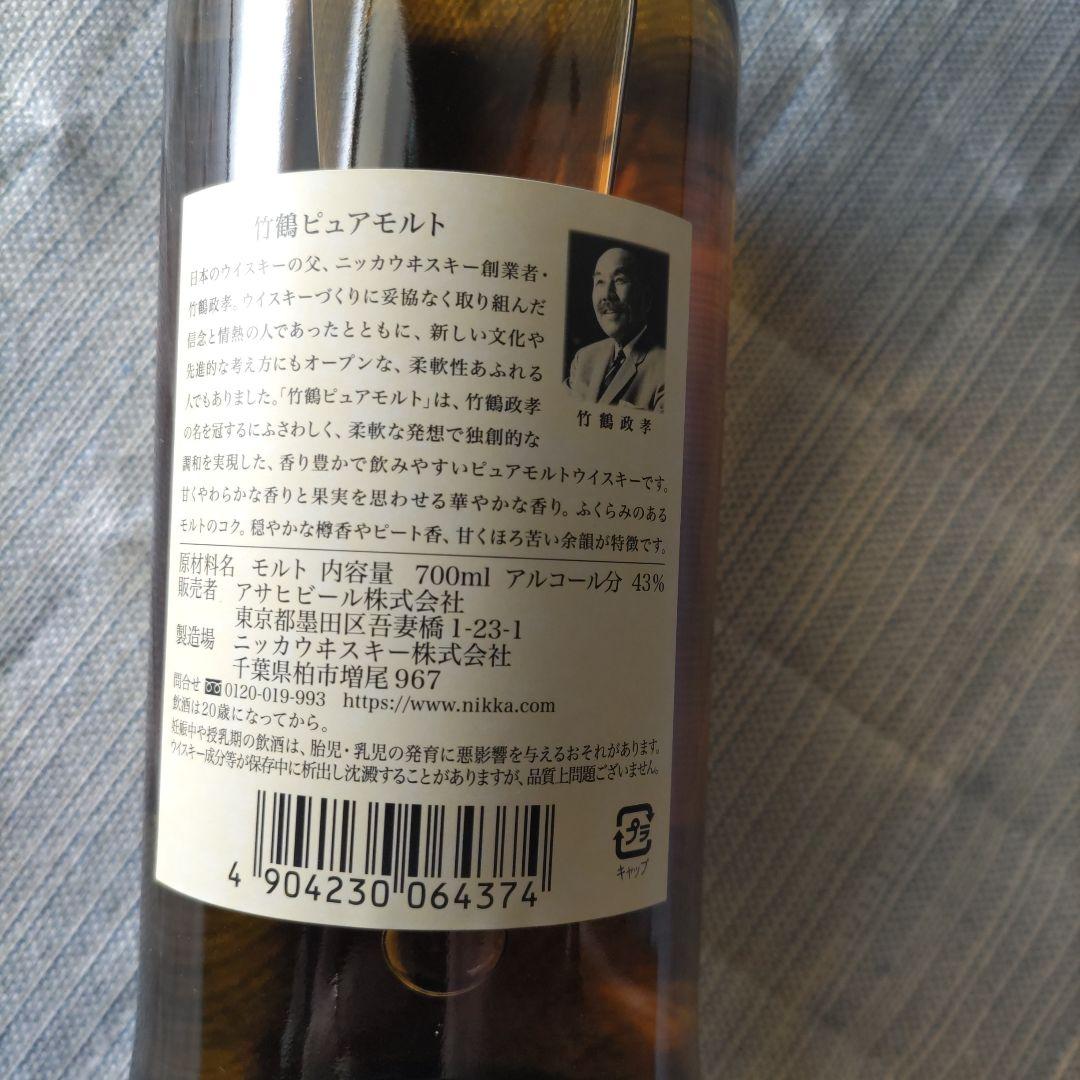 竹鶴ピュアモルト
日本のウイスキーの父、ニッカウヰスキー創業者・
竹鶴政孝。ウイスキーづくりに妥協なく取り組んだ
信念と情熱の人であったとともに、新しい文化や
先進的な考え方にもオープンな、柔軟性あふれる
人でもありました。「竹鶴ピュアモルト」は、竹鶴政孝
の名を冠するにふさわしく、柔軟な発想で独創的な
調和を実現した、香り豊かで飲みやすいピュアモルトウイスキーです。
甘くやわらかな香りと果実を思わせる華やかな香り。ふくらみのある
モルトのコク。穏やかな樽香やピート香、甘くほろ苦い余韻が特徴です。
竹鶴政孝
原材料名 モルト 内容量 700ml アルコール分 43%
販売者 アサヒビール株式会社
東京都墨田区吾妻橋1-23-1
製造場 ニッカウヰスキー株式会社
千葉県柏市増尾967
問合せ 0120-019-993 https://www.nikka.com
飲酒は20歳になってから。
妊娠中や授乳期の飲酒は、胎児・乳児の発育に悪影響を与えるおそれがあります。
ウイスキー成分等が保存中に析出し沈澱することがありますが、品質上問題ございません。
4 904230 064374
プラ
キャップ